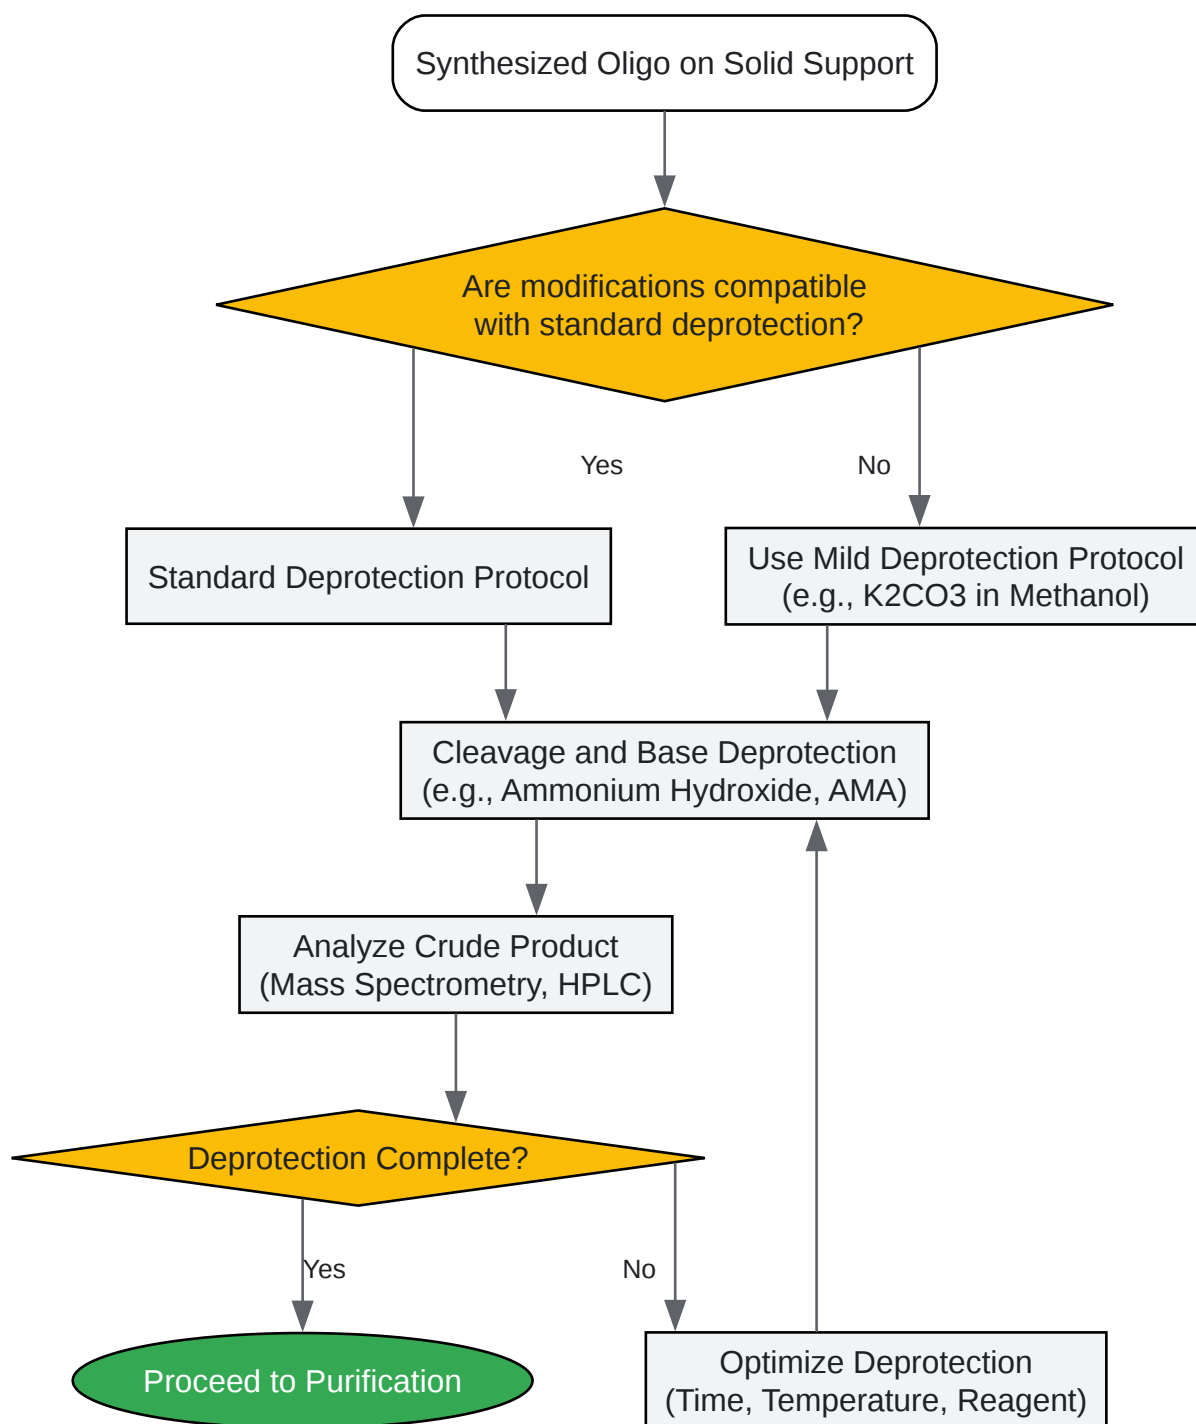 Synthesized Oligo on Solid Support
Are modifications compatible
with standard deprotection?
Yes
No
Standard Deprotection Protocol
Use Mild Deprotection Protocol
(e.g., K2CO3 in Methanol)
Cleavage and Base Deprotection
(e.g., Ammonium Hydroxide, AMA)
Analyze Crude Product
(Mass Spectrometry, HPLC)
Deprotection Complete?
Yes
No
Proceed to Purification
Optimize Deprotection
(Time, Temperature, Reagent)